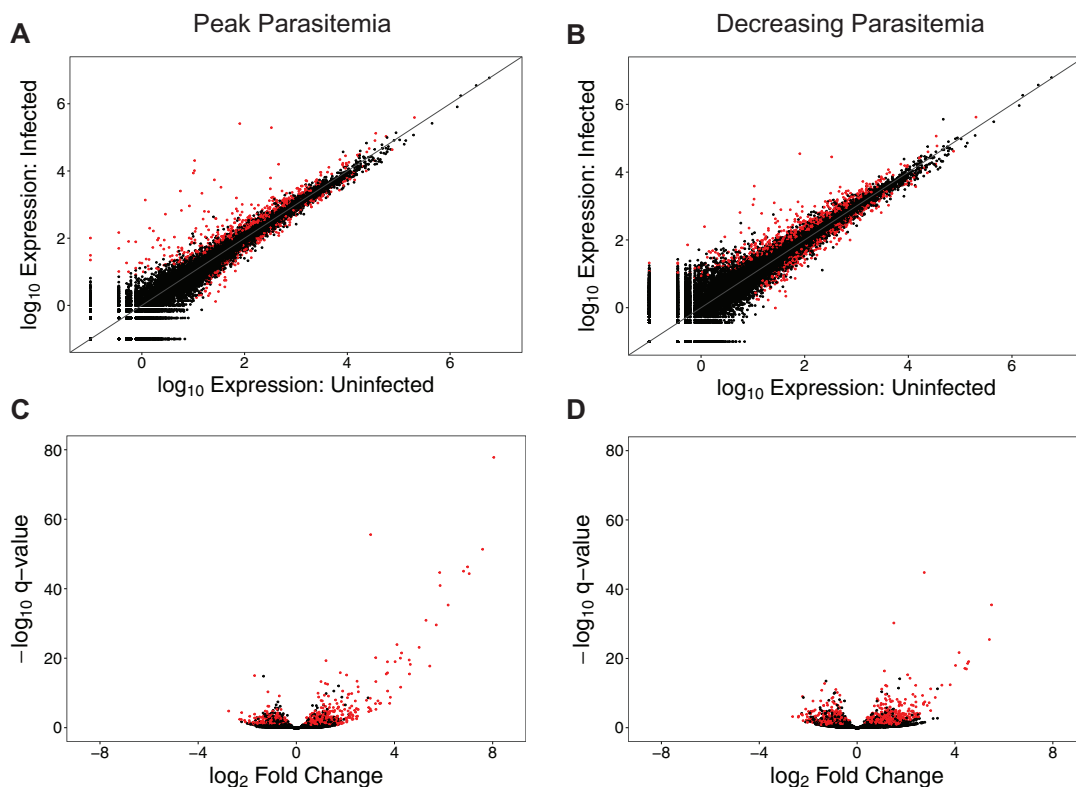 Peak Parasitemia
Decreasing Parasitemia
A
log10 Expression: Infected
6
4
2
0
0
2
4
6
log10 Expression: Uninfected
B
log10 Expression: Infected
6
4
2
0
0
2
4
6
log10 Expression: Uninfected
C
−log10 q−value
80
60
40
20
0
−8
−4
0
4
8
log2 Fold Change
D
−log10 q−value
80
60
40
20
0
−8
−4
0
4
8
log2 Fold Change